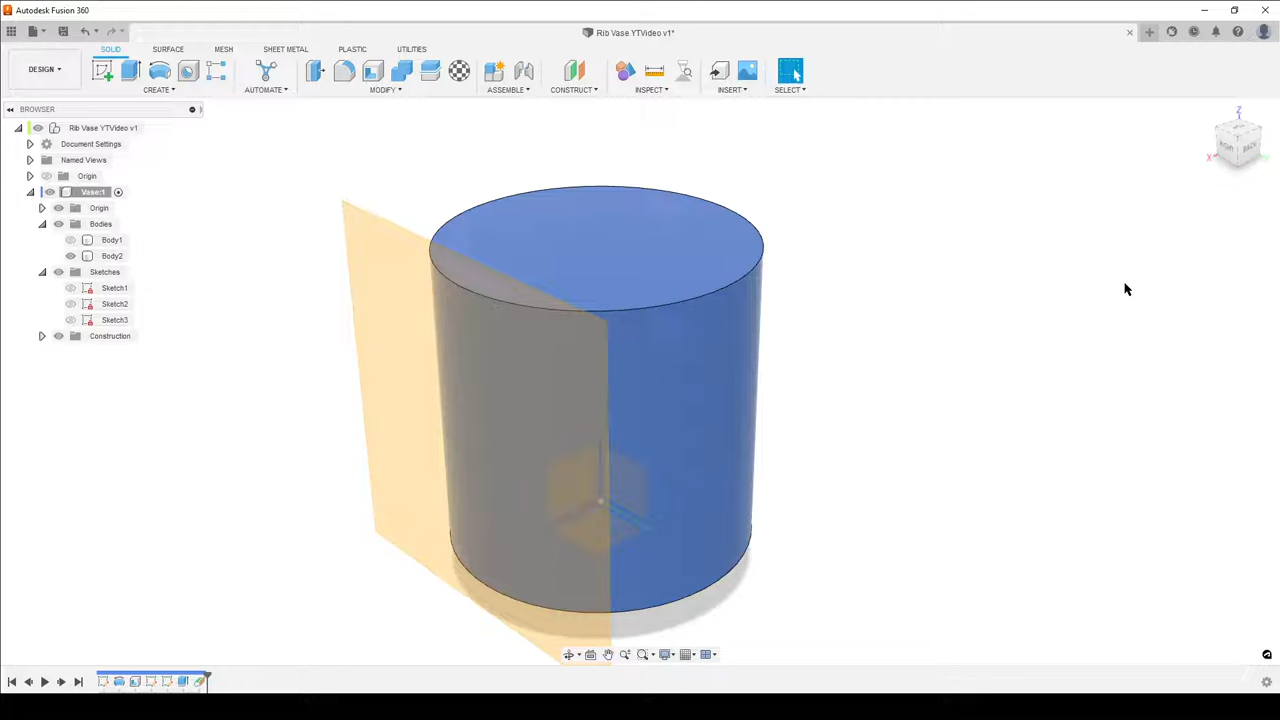 Autodesk Fusion 360
Rib Vase YTVideo v1*
SOLID SURFACE MESH SHEET METAL PLASTIC UTILITIES
DESIGN
CREATE AUTOMATE MODIFY ASSEMBLE CONSTRUCT INSPECT INSERT SELECT
BROWSER
Rib Vase YTVideo v1
Document Settings
Named Views
Origin
Vase:1
Origin
Bodies
Body1
Body2
Sketches
Sketch1
Sketch2
Sketch3
Construction
Z
X
RIGHT BACK